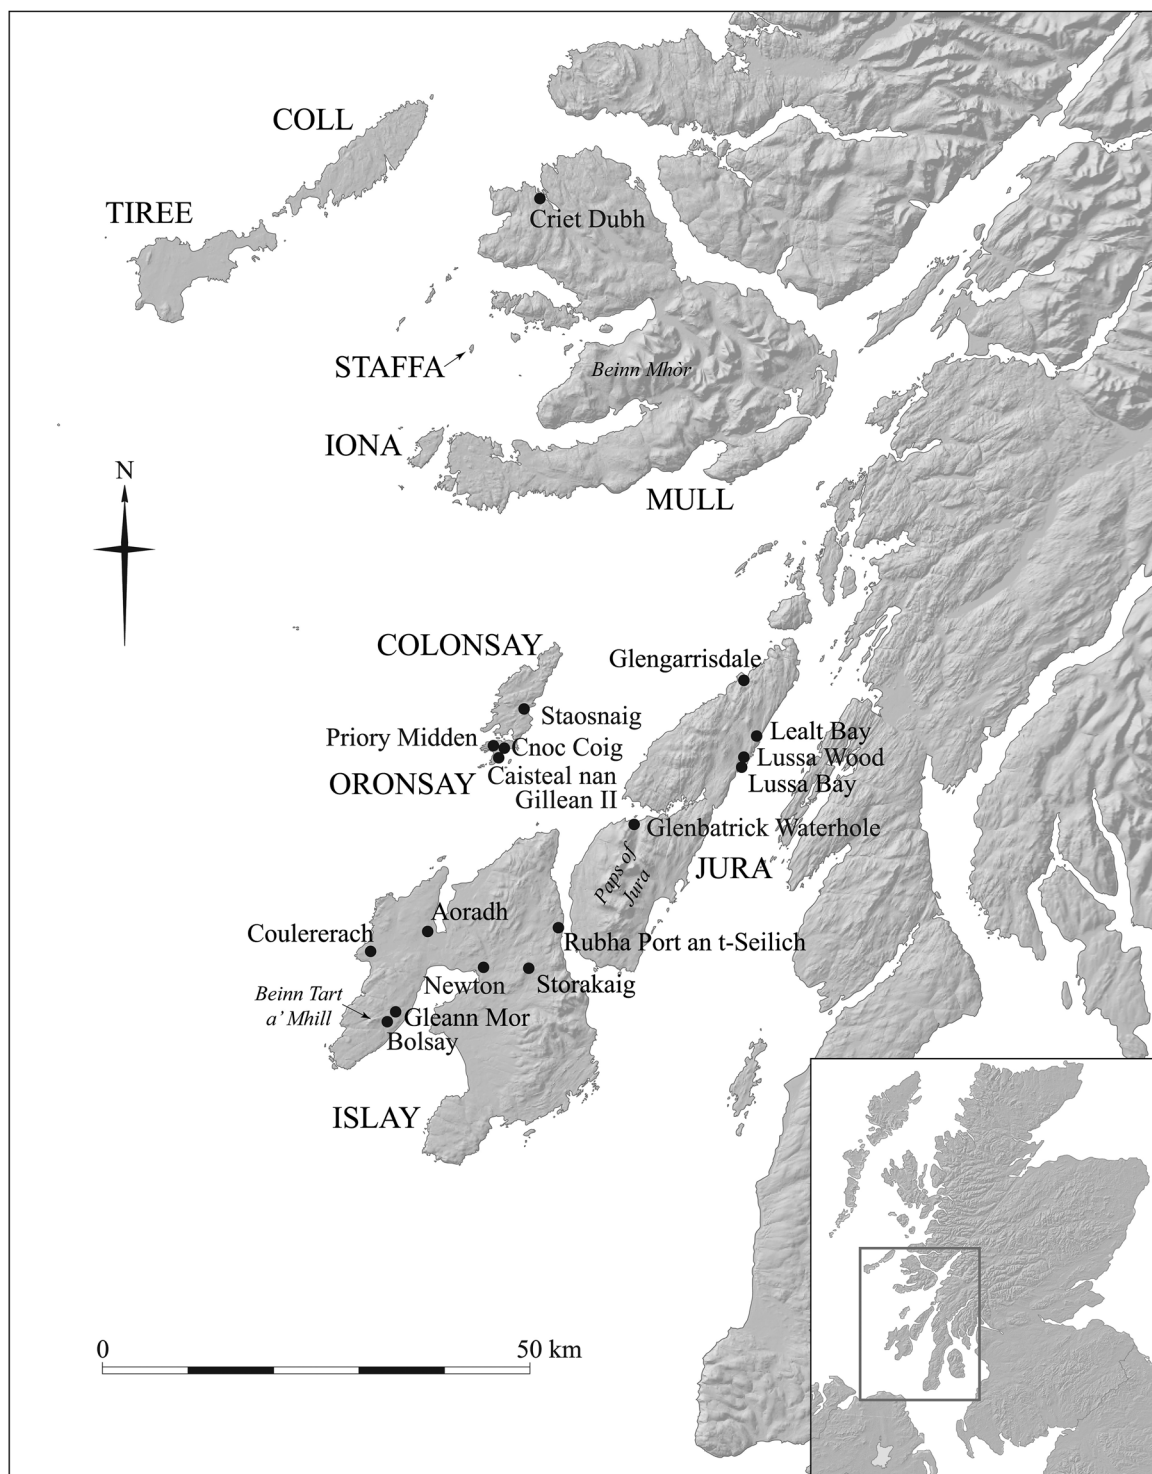 COLL
TIREE
Criet Dubh
STAFFA
Beinn Mhòr
IONA
N
MULL
COLONSAY
Glengarrisdale
Staosnaig
Priory Midden
Cnoc Coig
Lealt Bay
Lussa Wood
Lussa Bay
ORONSAY
Caisteal nan
Gillean II
Glenbatrick Waterhole
Paps of
Jura
JURA
Aoradh
Coulererach
Rubha Port an t-Seilich
Newton
Storakaig
Beinn Tart
a’ Mhill
Gleann Mor
Bolsay
ISLAY
0
50 km